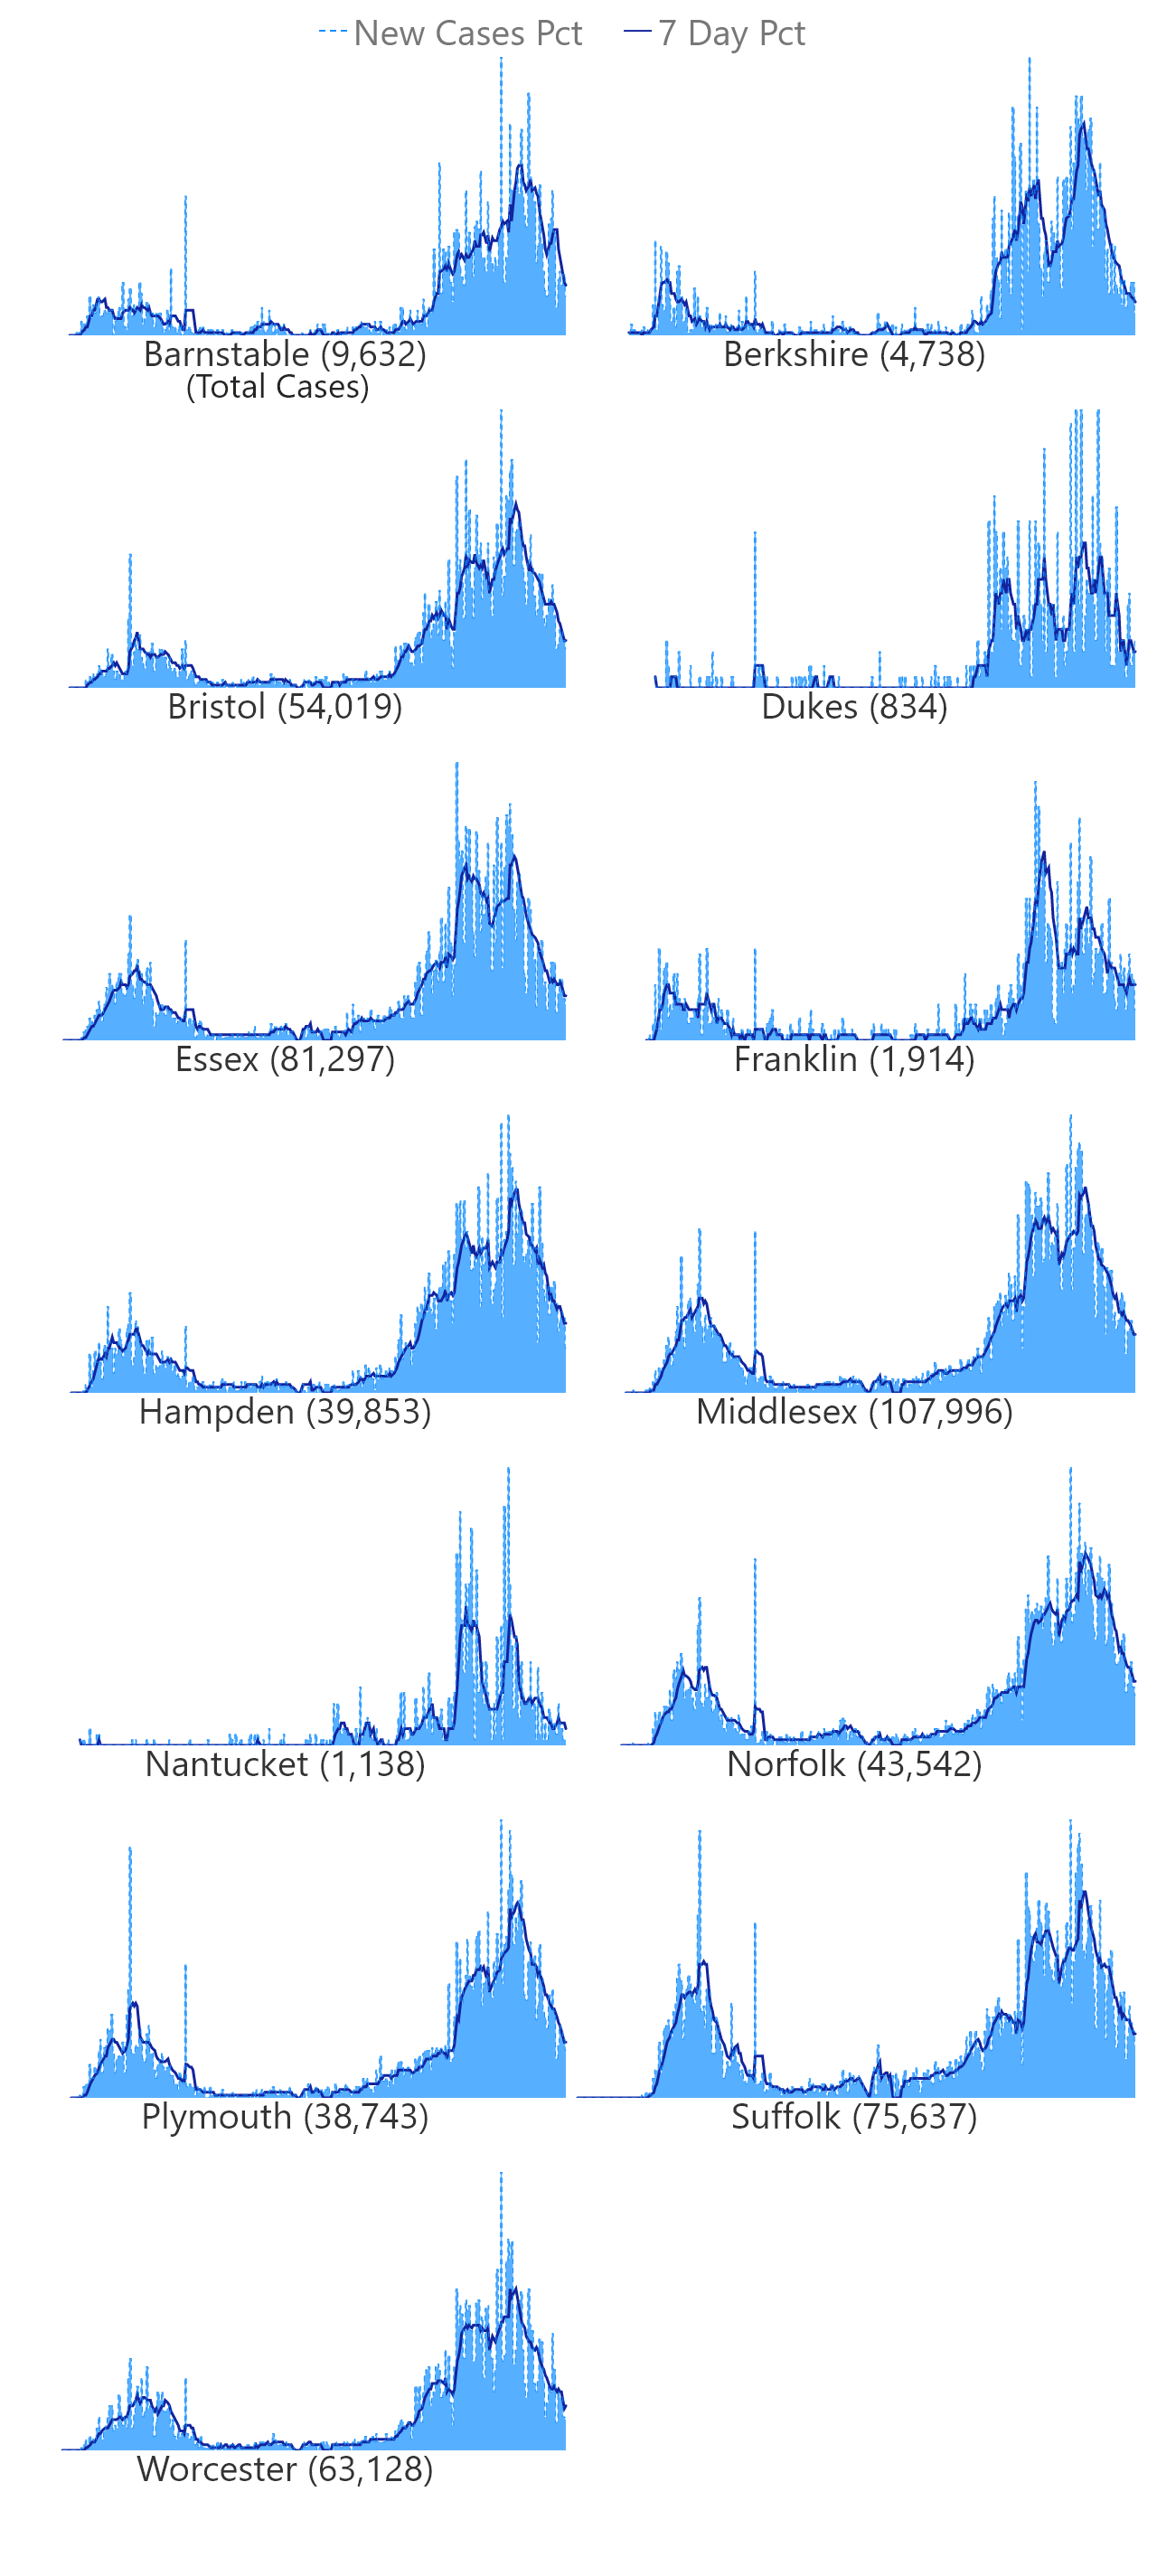 New Cases Pct 7 Day Pct
Barnstable (9,632) Berkshire (4,738)
(Total Cases)
Bristol (54,019) Dukes (834)
Essex (81,297) Franklin (1,914)
Hampden (39,853) Middlesex (107,996)
Nantucket (1,138) Norfolk (43,542)
Plymouth (38,743) Suffolk (75,637)
Worcester (63,128)